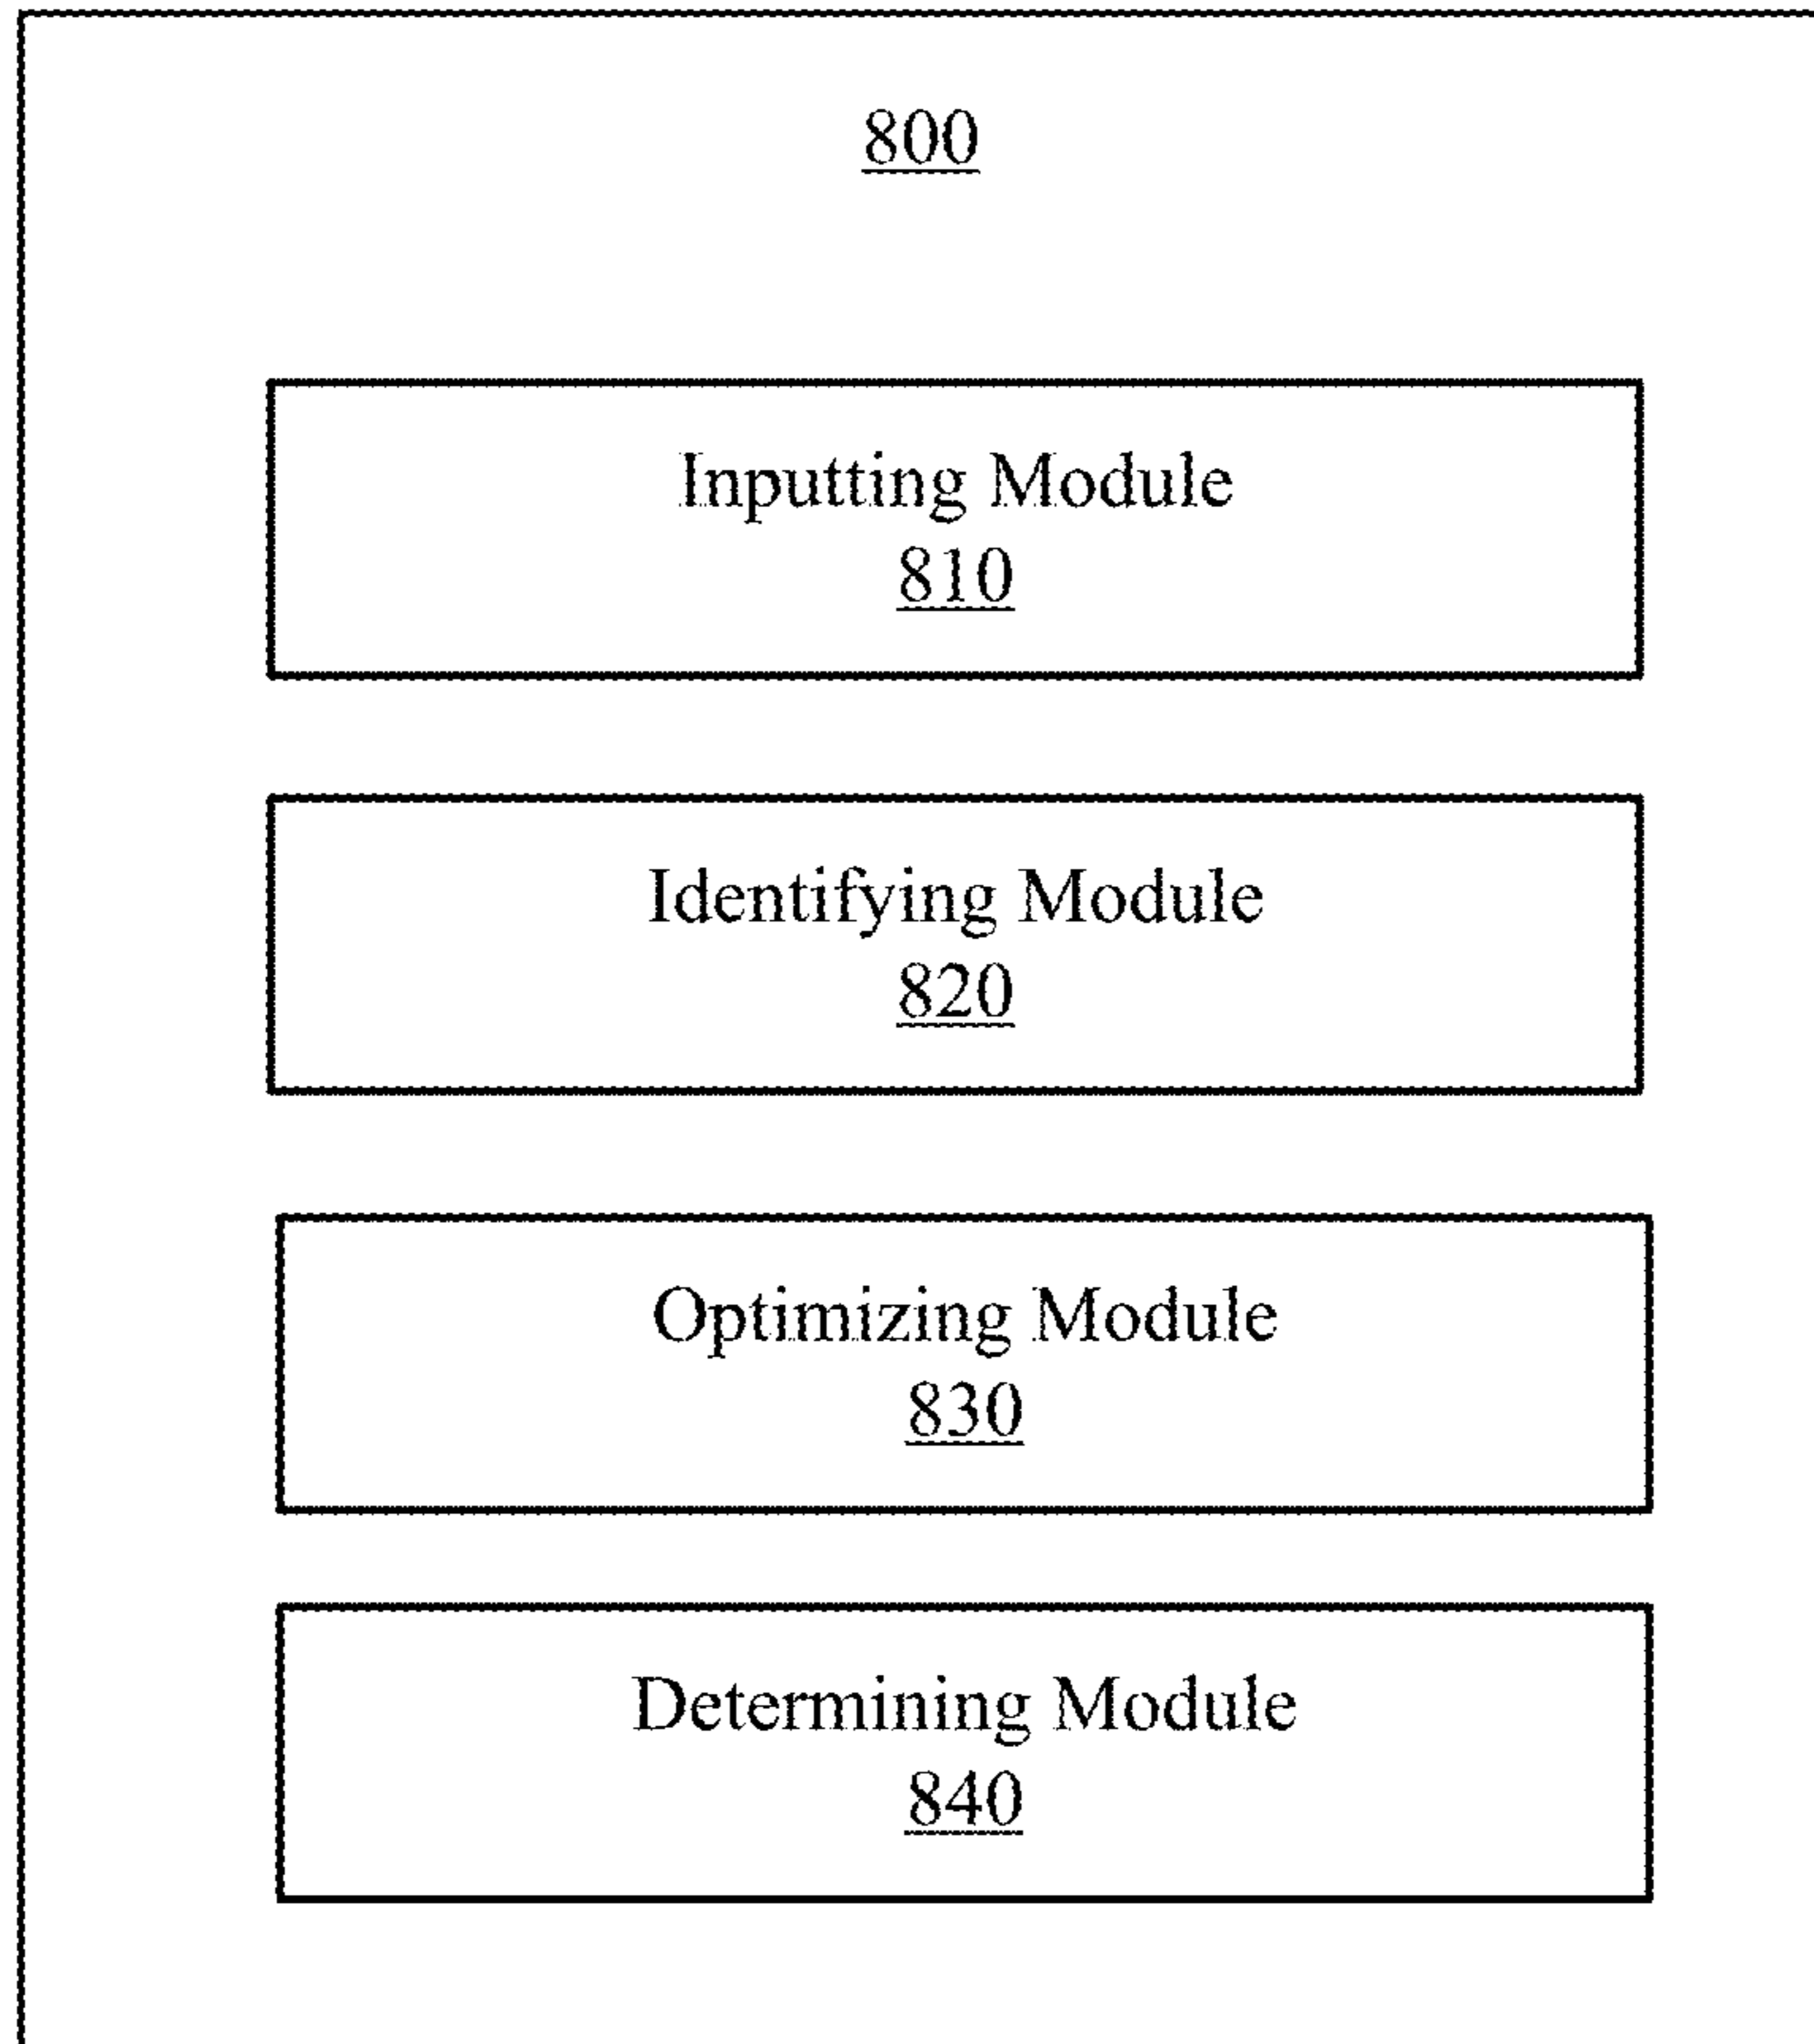 800
Inputting Module
810
Identifying Module
820
Optimizing Module
830
Determining Module
840